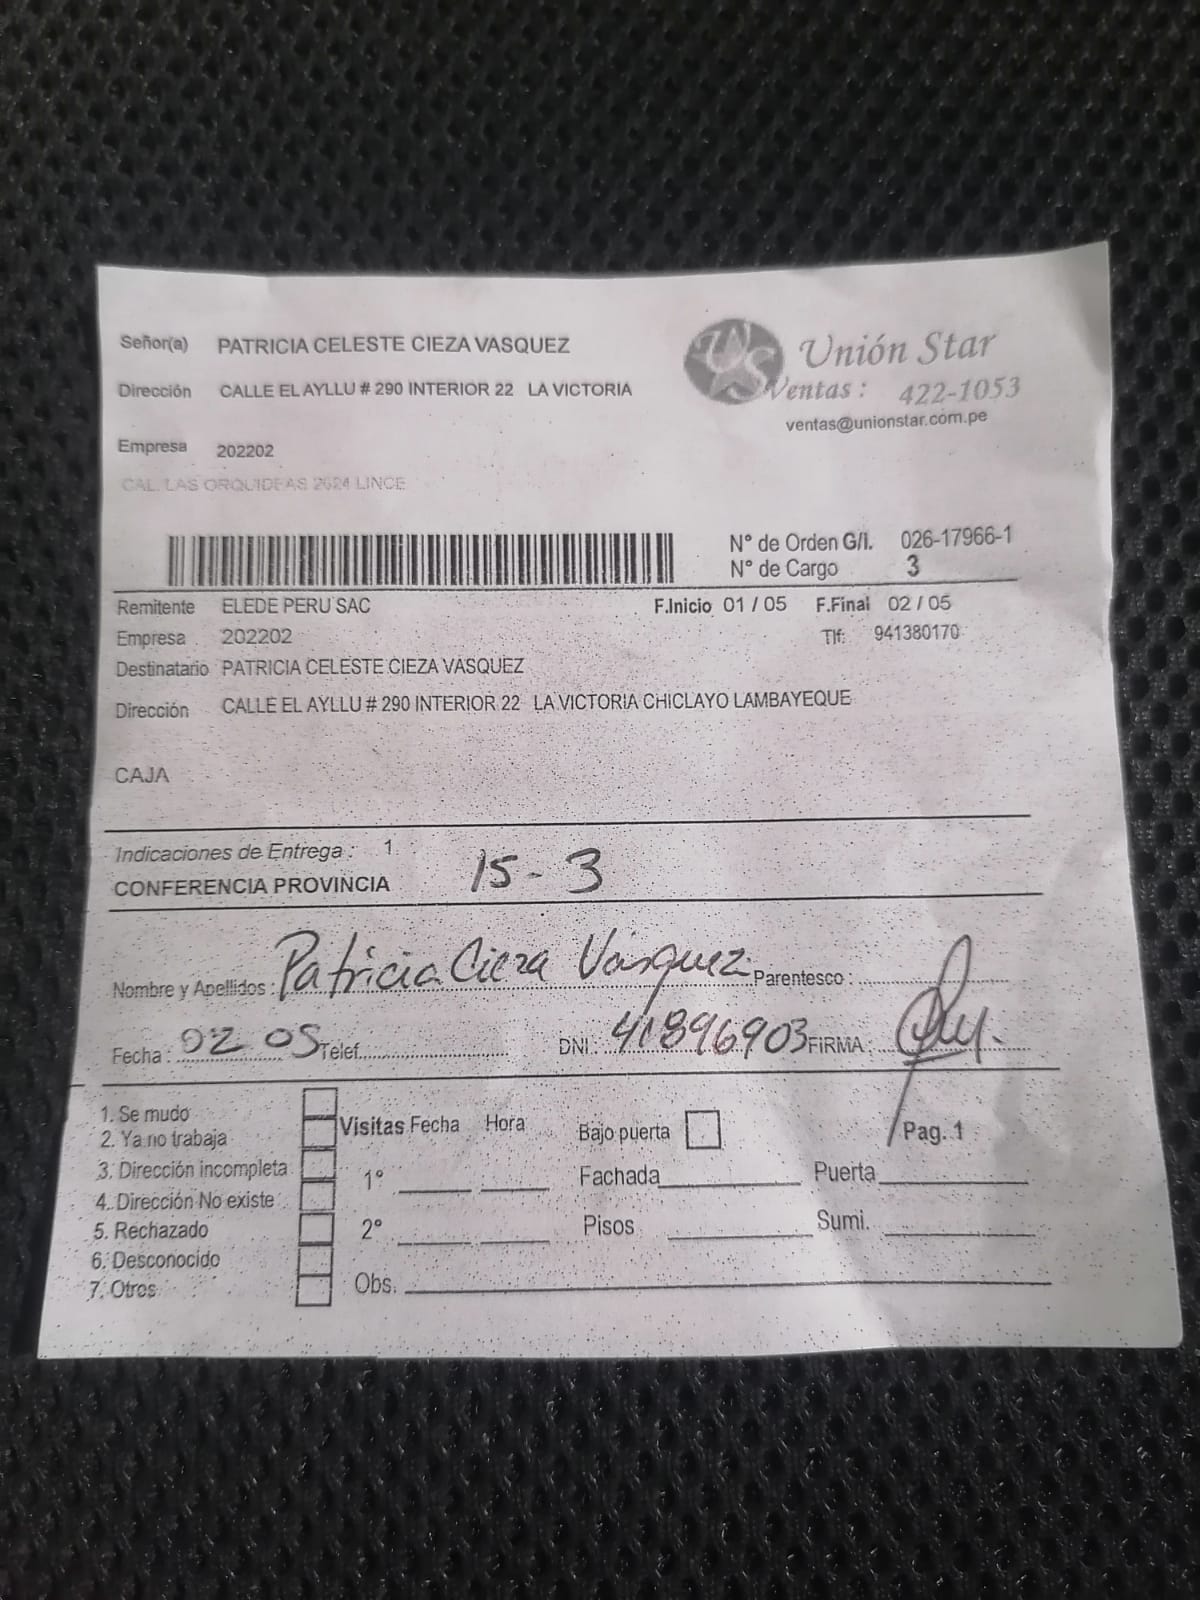 Señor(a) PATRICIA CELESTE CIEZA VASQUEZ
Dirección CALLE EL AYLLU # 290 INTERIOR 22 LA VICTORIA
Empresa 202202
CAL. LAS ORQUIDEAS 2624 LINCE
US Unión Star
Ventas : 422-1053
ventas@unionstar.com.pe
N° de Orden G/I. 026-17966-1
N° de Cargo 3
Remitente ELEDE PERU SAC F.Inicio 01 / 05 F.Final 02 / 05
Empresa 202202 Tlf: 941380170
Destinatario PATRICIA CELESTE CIEZA VASQUEZ
Dirección CALLE EL AYLLU # 290 INTERIOR 22 LA VICTORIA CHICLAYO LAMBAYEQUE
CAJA
Indicaciones de Entrega : 1
CONFERENCIA PROVINCIA 15 - 3
Nombre y Apellidos : Patricia Cieza Vásquez Parentesco :
Fecha : 02 05 Telef. DNI : 41896903 FIRMA :
1. Se mudo
2. Ya no trabaja
3. Dirección incompleta
4. Dirección No existe
5. Rechazado
6. Desconocido
7. Otros
Visitas Fecha Hora
1°
2°
Obs.
Bajo puerta Pag. 1
Fachada Puerta
Pisos Sumi.